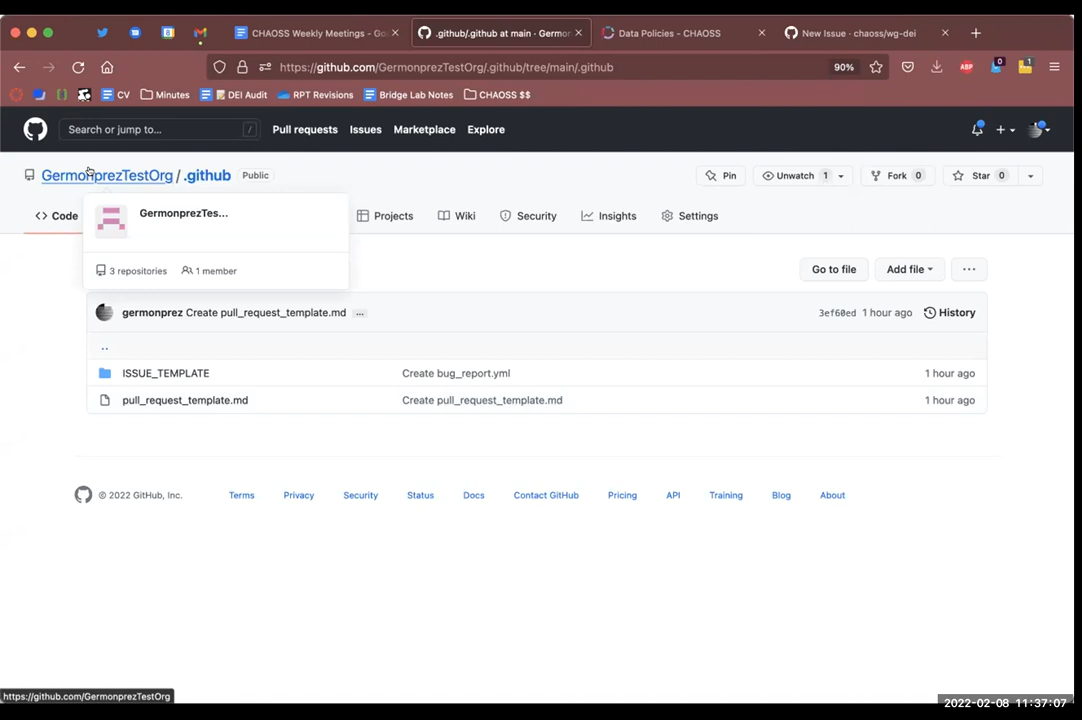 CHAOSS Weekly Meetings - Go
.github/.github at main · Germon
Data Policies - CHAOSS
New Issue · chaoss/wg-dei
https://github.com/GermonprezTestOrg/.github/tree/main/.github
90%
ABP
0
1
CV
Minutes
DEI Audit
RPT Revisions
Bridge Lab Notes
CHAOSS $$
Search or jump to...
/
Pull requests
Issues
Marketplace
Explore
GermonprezTestOrg / .github
Public
Pin
Unwatch 1
Fork 0
Star 0
<> Code
Projects
Wiki
Security
Insights
Settings
GermonprezTes...
3 repositories
1 member
Go to file
Add file
...
germonprez Create pull_request_template.md ...
3ef60ed 1 hour ago History
..
ISSUE_TEMPLATE Create bug_report.yml 1 hour ago
pull_request_template.md Create pull_request_template.md 1 hour ago
© 2022 GitHub, Inc. Terms Privacy Security Status Docs Contact GitHub Pricing API Training Blog About
https://github.com/GermonprezTestOrg
2022-02-08 11:37:07